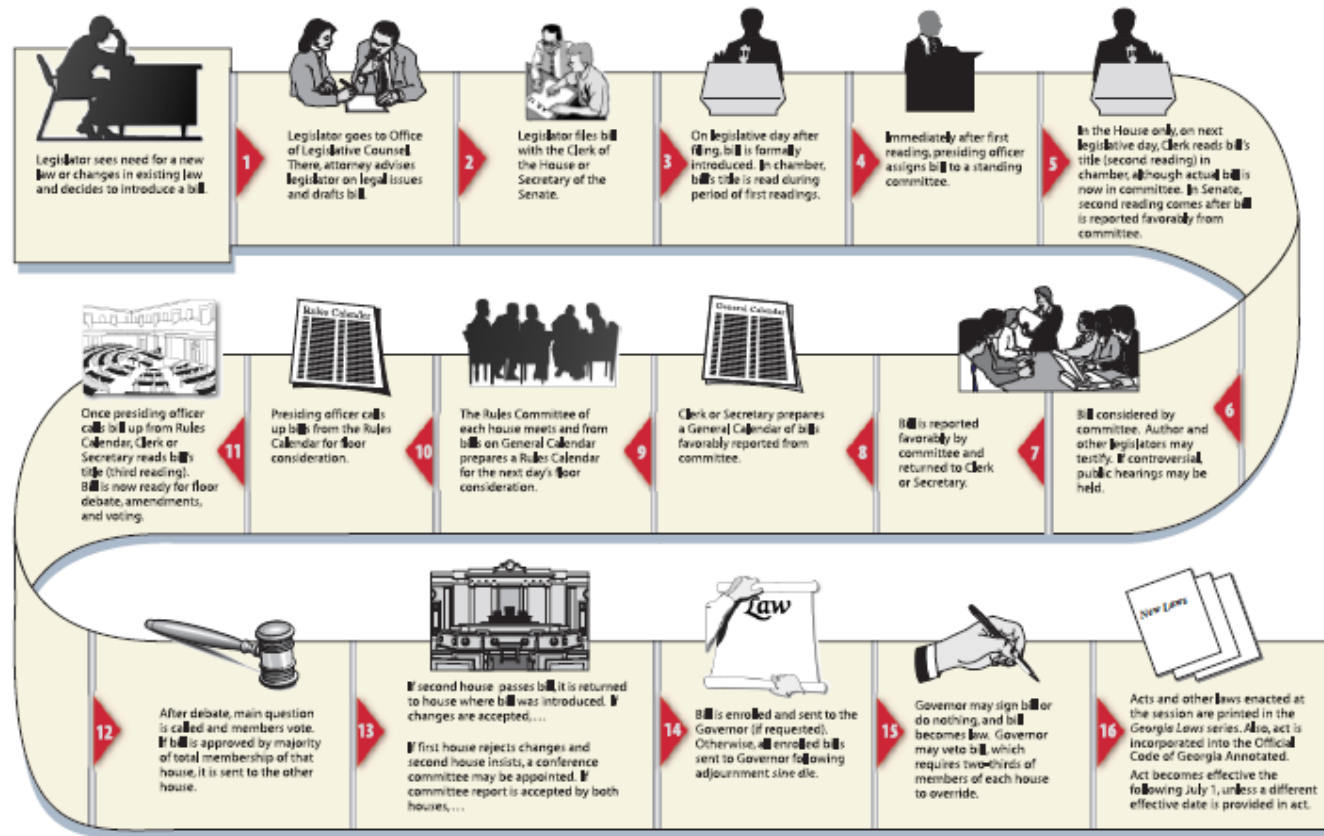 Legislator sees need for a new
law or changes in existing law
and decides to introduce a bill.
1
Legislator goes to Office
of Legislative Counsel.
There, attorney advises
legislator on legal issues
and drafts bill.
2
Legislator files bill
with the Clerk of
the House or
Secretary of the
Senate.
3
On legislative day after
filing, bill is formally
introduced. In chamber,
bill's title is read during
period of first readings.
4
Immediately after first
reading, presiding officer
assigns bill to a standing
committee.
5
In the House only, on next
legislative day, Clerk reads bill's
title (second reading) in
chamber, although actual bill is
now in committee. In Senate,
second reading comes after bill
is reported favorably from
committee.
6
Bill considered by
committee. Author and
other legislators may
testify. If controversial,
public hearings may be
held.
7
Bill is reported
favorably by
committee and
returned to Clerk
or Secretary.
8
General Calendar
Clerk or Secretary prepares
a General Calendar of bills
favorably reported from
committee.
9
The Rules Committee of
each house meets and from
bills on General Calendar
prepares a Rules Calendar
for the next day's floor
consideration.
10
Rules Calendar
Presiding officer calls
up bills from the Rules
Calendar for floor
consideration.
11
Once presiding officer
calls bill up from Rules
Calendar, Clerk or
Secretary reads bill's
title (third reading).
Bill is now ready for floor
debate, amendments,
and voting.
12
After debate, main question
is called and members vote.
If bill is approved by majority
of total membership of that
house, it is sent to the other
house.
13
If second house passes bill, it is returned
to house where bill was introduced. If
changes are accepted,...
If first house rejects changes and
second house insists, a conference
committee may be appointed. If
committee report is accepted by both
houses,...
14
Law
Bill is enrolled and sent to the
Governor (if requested).
Otherwise, all enrolled bills
sent to Governor following
adjournment sine die.
15
Governor may sign bill or
do nothing, and bill
becomes law. Governor
may veto bill, which
requires two-thirds of
members of each house
to override.
16
New Laws
Acts and other laws enacted at
the session are printed in the
Georgia Laws series. Also, act is
incorporated into the Official
Code of Georgia Annotated.
Act becomes effective the
following July 1, unless a different
effective date is provided in act.